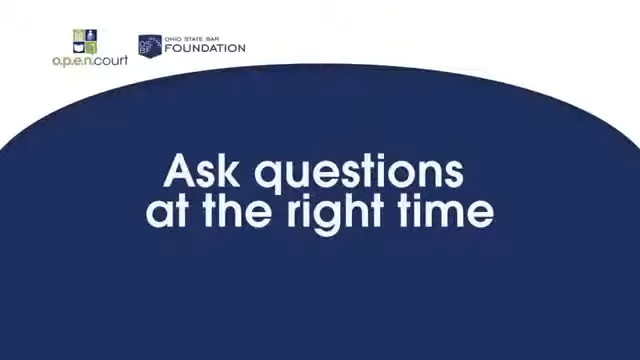 o.p.e.n.court
OHIO STATE BAR
FOUNDATION
Ask questions
at the right time